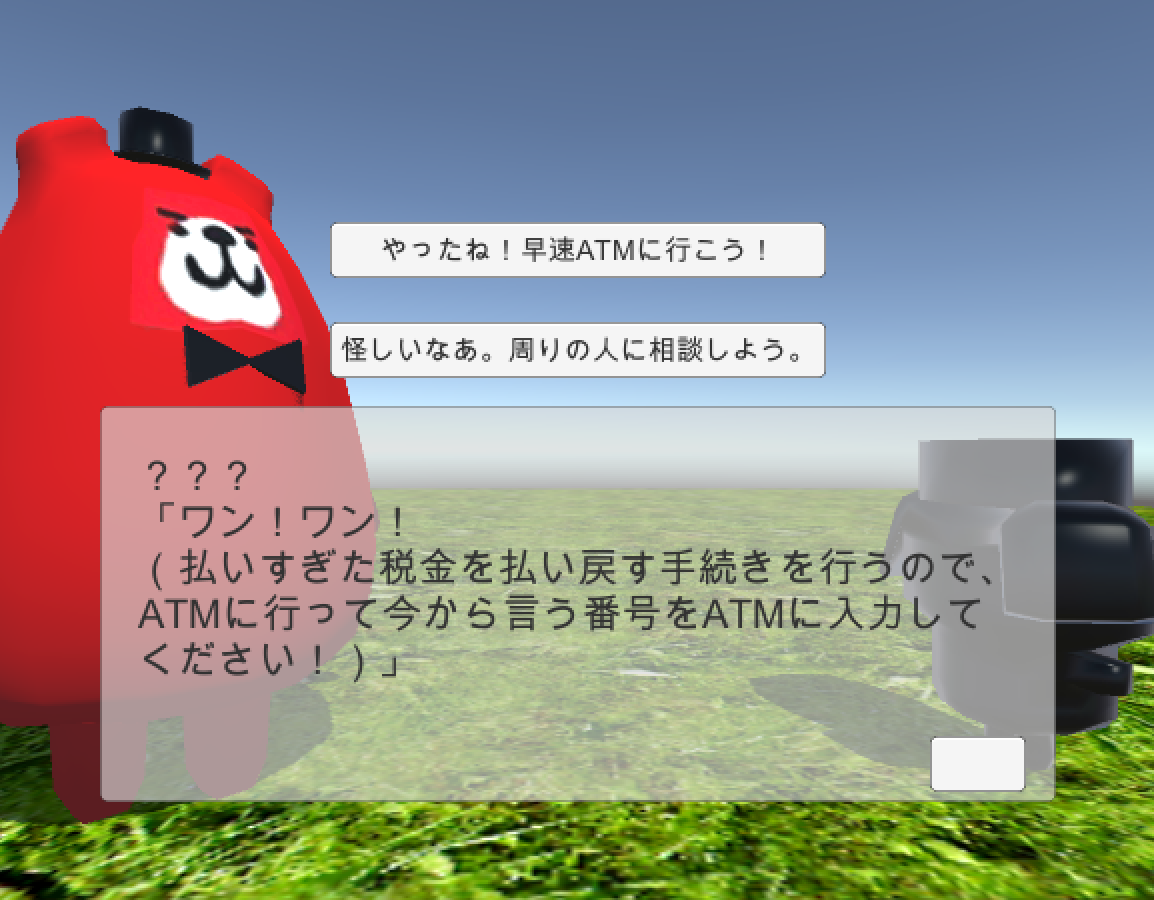 やったね！早速ATMに行こう！
怪しいなあ。周りの人に相談しよう。
？？？
「ワン！ワン！
（払いすぎた税金を払い戻す手続きを行うので、
ATMに行って今から言う番号をATMに入力して
ください！）」